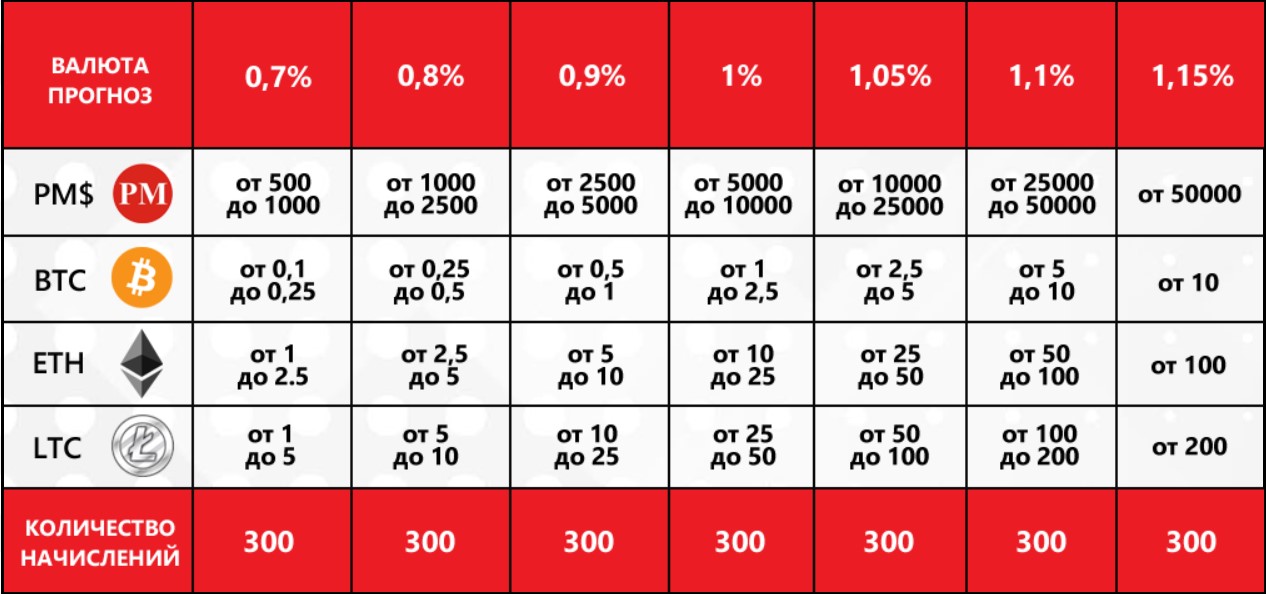 ВАЛЮТА
ПРОГНОЗ
0,7%
0,8%
0,9%
1%
1,05%
1,1%
1,15%
PM$
PM
от 500
до 1000
от 1000
до 2500
от 2500
до 5000
от 5000
до 10000
от 10000
до 25000
от 25000
до 50000
от 50000
BTC
от 0,1
до 0,25
от 0,25
до 0,5
от 0,5
до 1
от 1
до 2,5
от 2,5
до 5
от 5
до 10
от 10
ETH
от 1
до 2.5
от 2,5
до 5
от 5
до 10
от 10
до 25
от 25
до 50
от 50
до 100
от 100
LTC
от 1
до 5
от 5
до 10
от 10
до 25
от 25
до 50
от 50
до 100
от 100
до 200
от 200
КОЛИЧЕСТВО
НАЧИСЛЕНИЙ
300
300
300
300
300
300
300